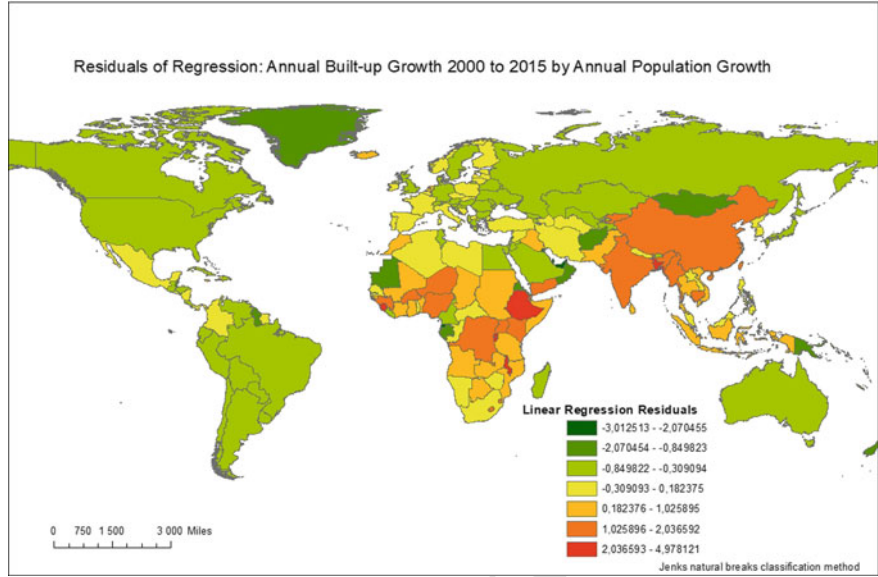 Residuals of Regression: Annual Built-up Growth 2000 to 2015 by Annual Population Growth
Linear Regression Residuals
-3,012513 - -2,070455
-2,070454 - -0,849823
-0,849822 - -0,309094
-0,309093 - 0,182375
0,182376 - 1,025895
1,025896 - 2,036592
2,036593 - 4,978121
0 750 1 500 3 000 Miles
Jenks natural breaks classification method